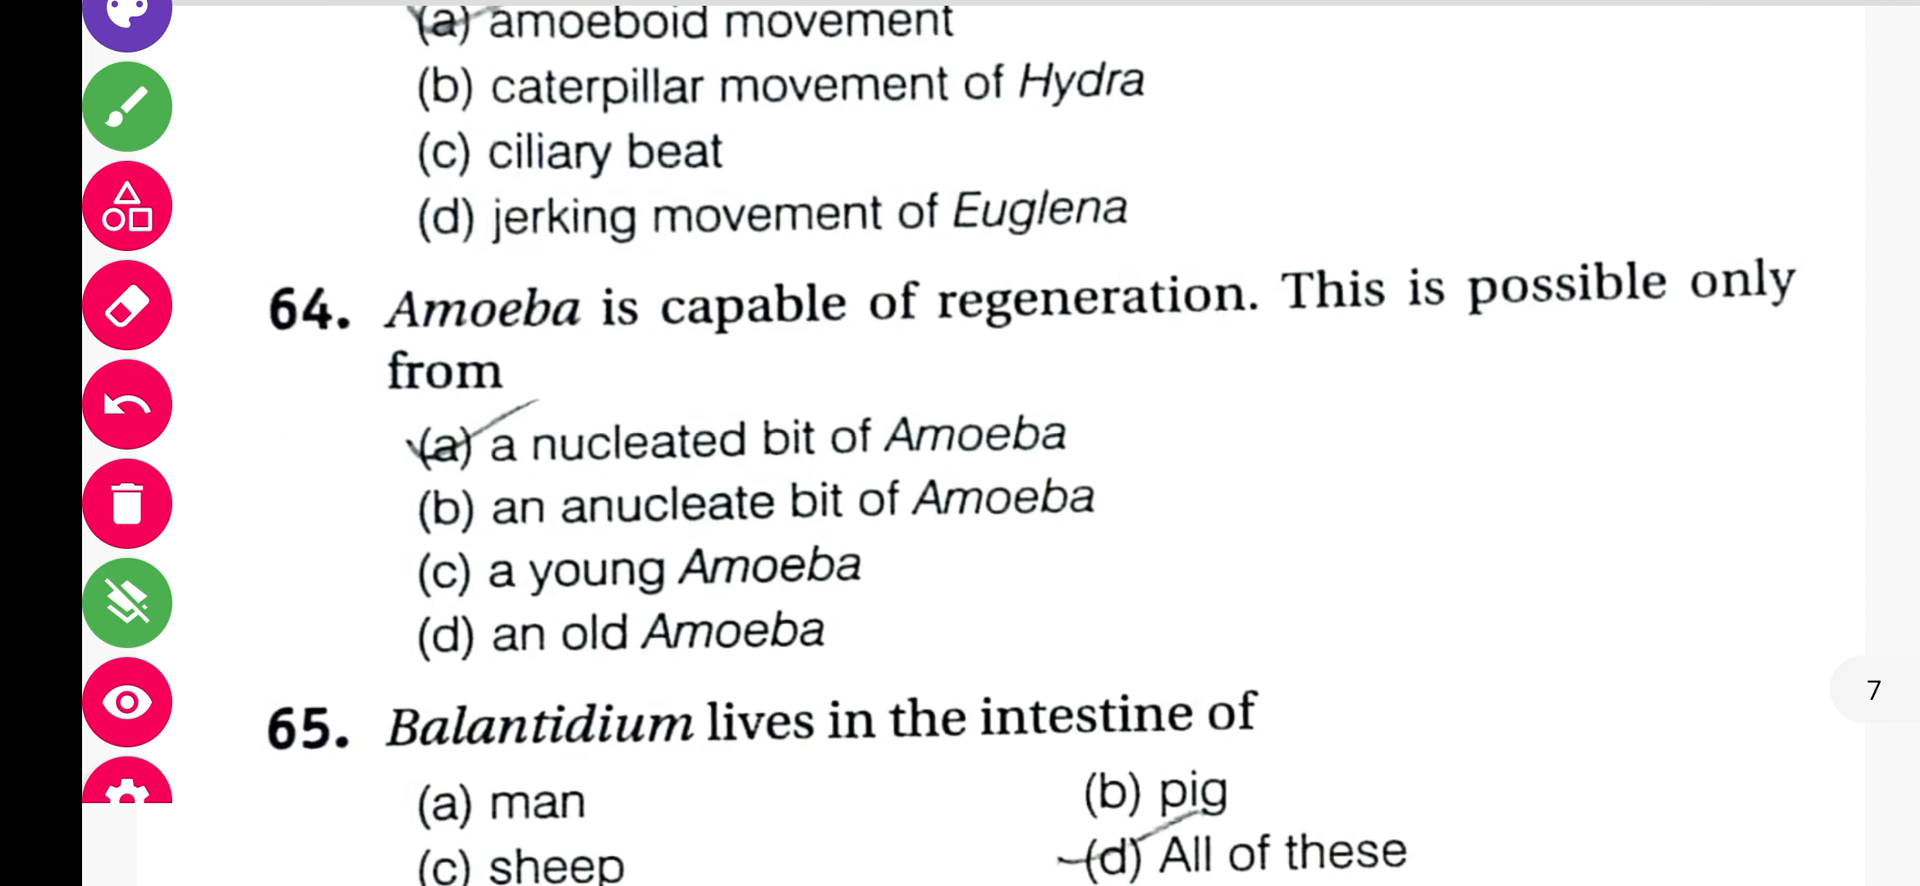 (a) amoeboid movement
(b) caterpillar movement of Hydra
(c) ciliary beat
(d) jerking movement of Euglena
64. Amoeba is capable of regeneration. This is possible only
from
(a) a nucleated bit of Amoeba
(b) an anucleate bit of Amoeba
(c) a young Amoeba
(d) an old Amoeba
65. Balantidium lives in the intestine of
(a) man (b) pig
(c) sheep (d) All of these
7